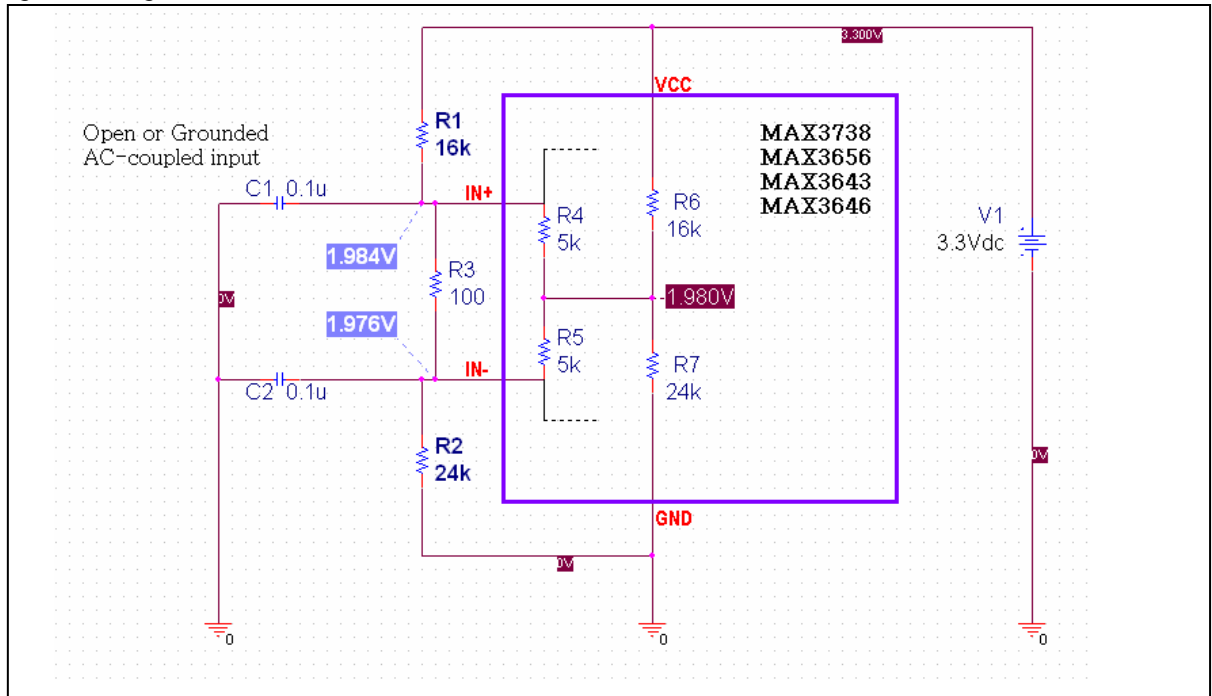 3.300V
VCC
Open or Grounded
AC-coupled input
R1
16k
MAX3738
MAX3656
MAX3643
MAX3646
C1 0.1u
IN+
R4
5k
R6
16k
V1
3.3Vdc
1.984V
R3
100
0V
1.980V
1.976V
R5
5k
R7
24k
IN-
C2 0.1u
R2
24k
0V
GND
0V
0
0
0